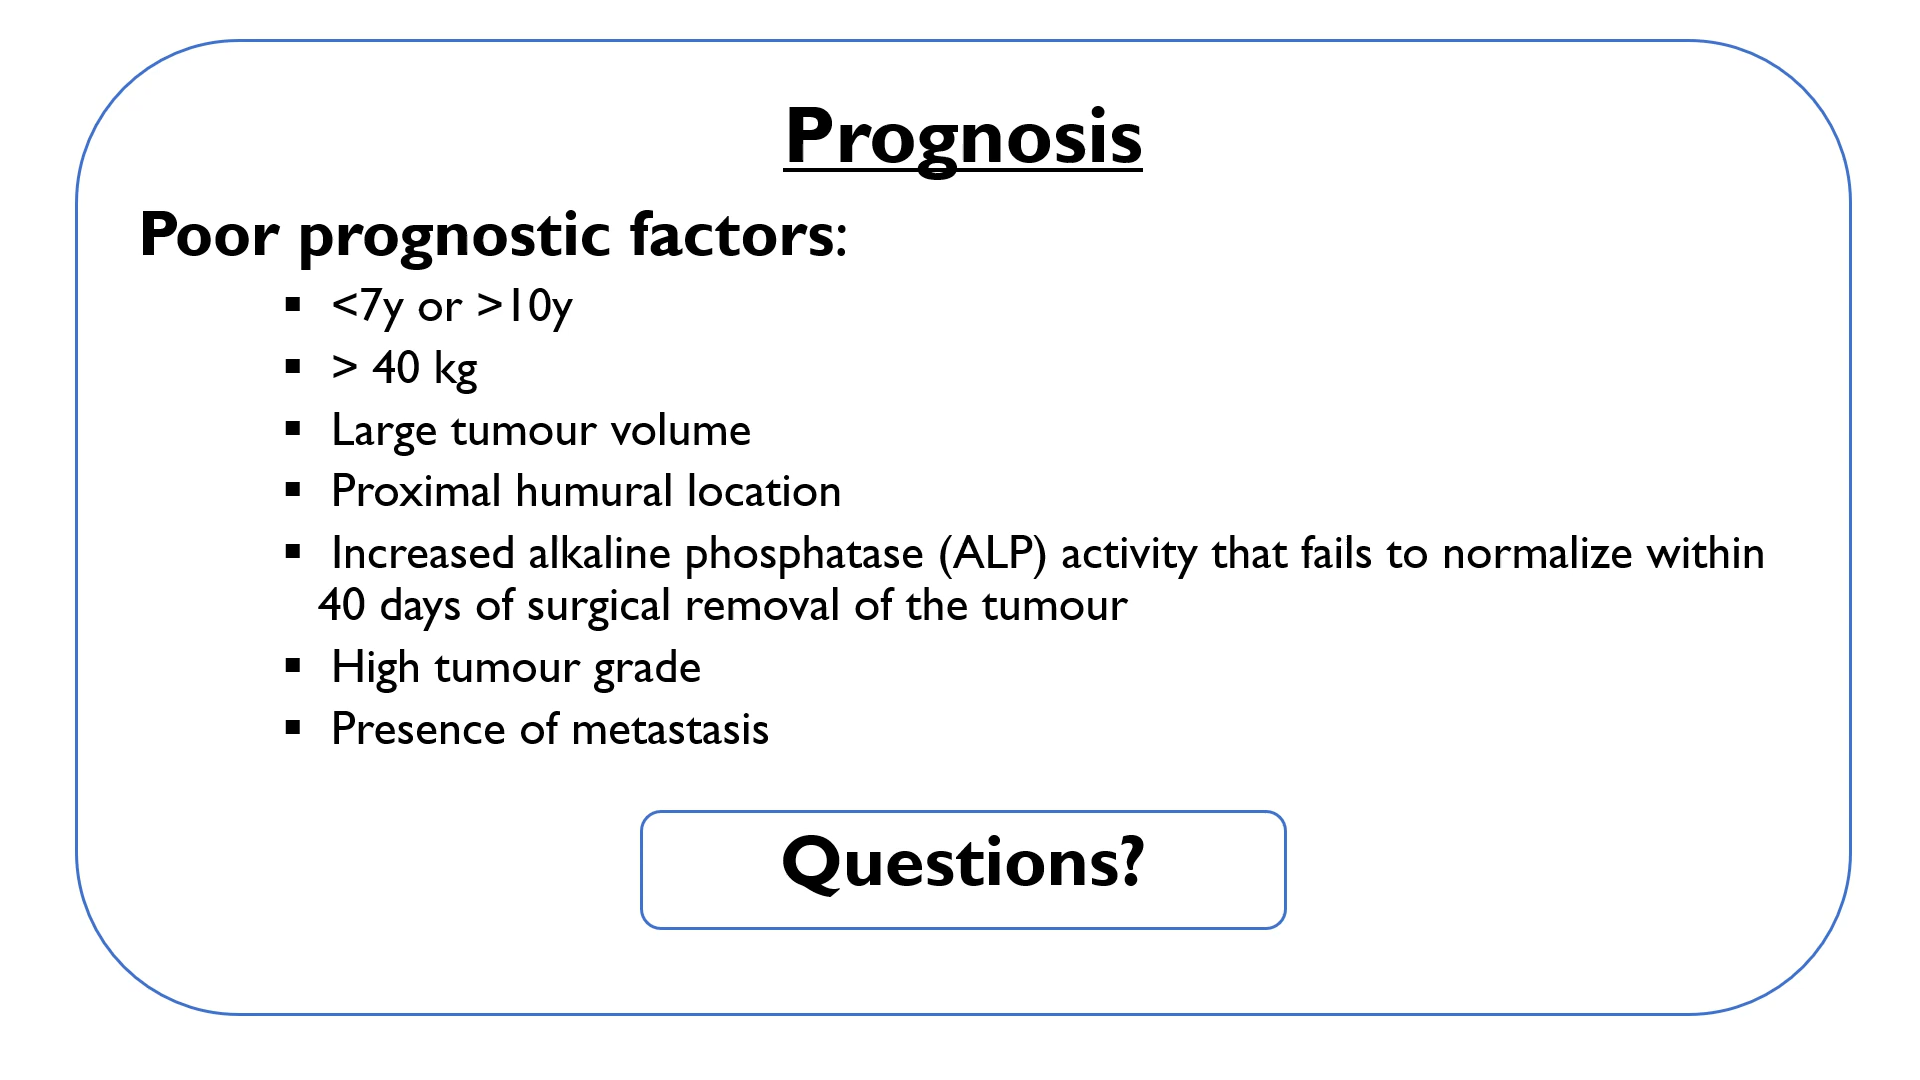 Prognosis
Poor prognostic factors:
▪ <7y or >10y
▪ > 40 kg
▪ Large tumour volume
▪ Proximal humural location
▪ Increased alkaline phosphatase (ALP) activity that fails to normalize within
40 days of surgical removal of the tumour
▪ High tumour grade
▪ Presence of metastasis
Questions?